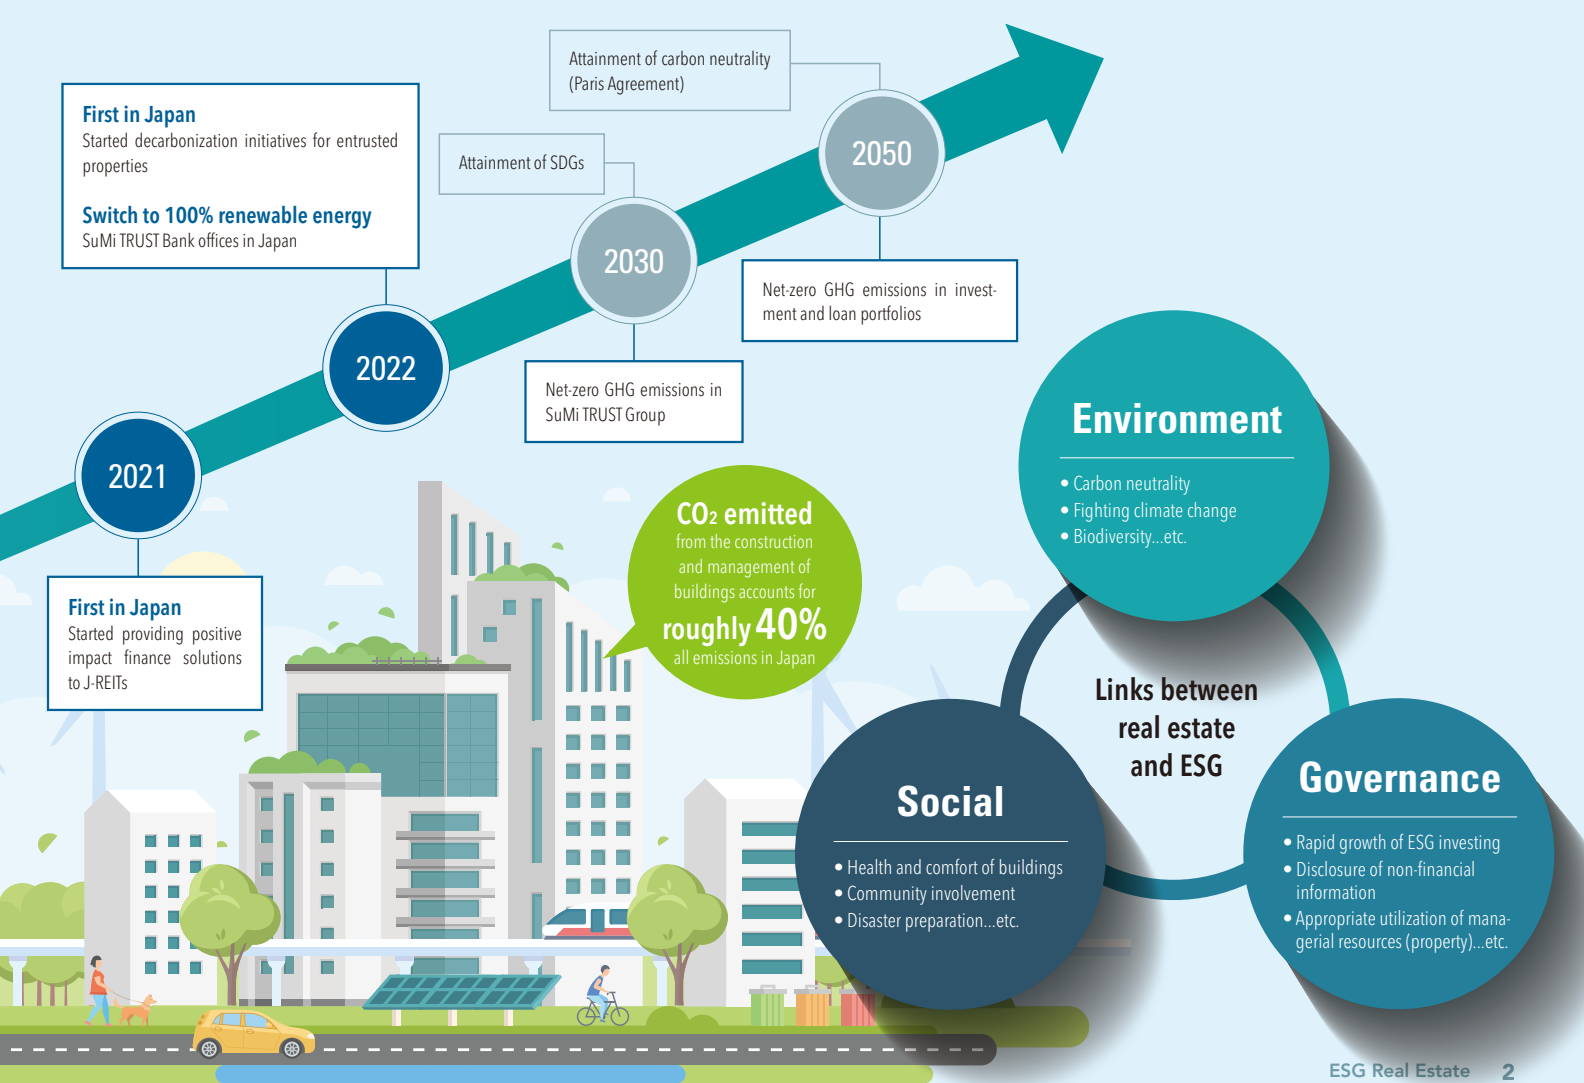 Attainment of carbon neutrality
(Paris Agreement)
First in Japan
Started decarbonization initiatives for entrusted
properties
Switch to 100% renewable energy
SuMi TRUST Bank offices in Japan
Attainment of SDGs
2050
2030
Net-zero GHG emissions in invest-
ment and loan portfolios
2022
Net-zero GHG emissions in
SuMi TRUST Group
2021
First in Japan
Started providing positive
impact finance solutions
to J-REITs
CO2 emitted
from the construction
and management of
buildings accounts for
roughly 40%
all emissions in Japan
Environment
• Carbon neutrality
• Fighting climate change
• Biodiversity...etc.
Links between
real estate
and ESG
Social
• Health and comfort of buildings
• Community involvement
• Disaster preparation...etc.
Governance
• Rapid growth of ESG investing
• Disclosure of non-financial
information
• Appropriate utilization of mana-
gerial resources (property)...etc.
ESG Real Estate 2